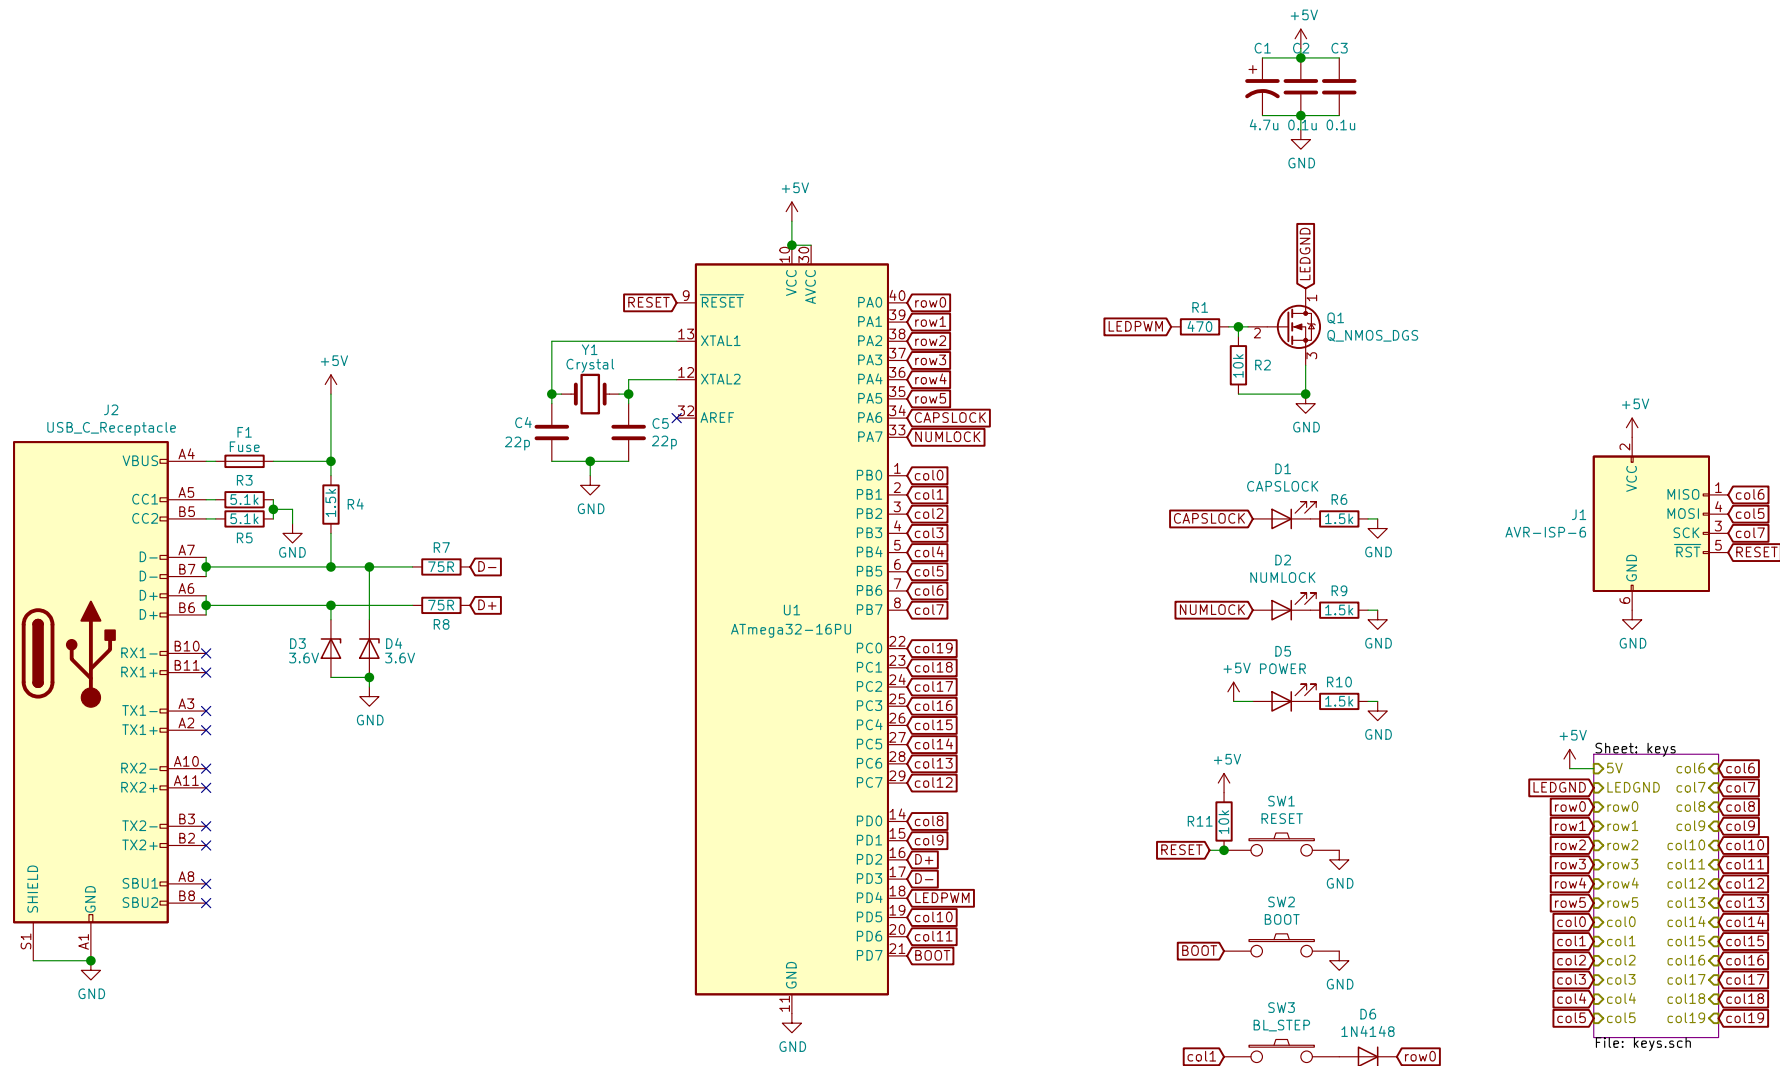 +5V
C1 C2 C3
+
4.7u 0.1u 0.1u
GND
J2
USB_C_Receptacle
VBUS A4
CC1 A5
CC2 B5
D- A7
D- B7
D+ A6
D+ B6
RX1- B10
RX1+ B11
TX1- A3
TX1+ A2
RX2- A10
RX2+ A11
TX2- B3
TX2+ B2
SBU1 A8
SBU2 B8
SHIELD
S1
GND
A1
GND
F1
Fuse
R3
5.1k
5.1k
R5
GND
+5V
1.5k
R4
R7
75R
D-
75R
D+
R8
D3
3.6V
D4
3.6V
GND
Y1
Crystal
C4
22p
C5
22p
GND
+5V
10
VCC
30
AVCC
RESET 9 RESET
13 XTAL1
12 XTAL2
32 AREF
U1
ATmega32-16PU
PA0 40 row0
PA1 39 row1
PA2 38 row2
PA3 37 row3
PA4 36 row4
PA5 35 row5
PA6 34 CAPSLOCK
PA7 33 NUMLOCK
PB0 1 col0
PB1 2 col1
PB2 3 col2
PB3 4 col3
PB4 5 col4
PB5 6 col5
PB6 7 col6
PB7 8 col7
PC0 22 col19
PC1 23 col18
PC2 24 col17
PC3 25 col16
PC4 26 col15
PC5 27 col14
PC6 28 col13
PC7 29 col12
PD0 14 col8
PD1 15 col9
PD2 16 D+
PD3 17 D-
PD4 18 LEDPWM
PD5 19 col10
PD6 20 col11
PD7 21 BOOT
GND
11
GND
LEDGND
1
R1
LEDPWM 470
2
10k
R2
Q1
Q_NMOS_DGS
3
GND
D1
CAPSLOCK
CAPSLOCK
R6
1.5k
GND
D2
NUMLOCK
NUMLOCK
R9
1.5k
GND
D5
POWER
+5V
R10
1.5k
GND
+5V
R11
10k
SW1
RESET
RESET
GND
SW2
BOOT
BOOT
GND
SW3
BL_STEP
col1
D6
1N4148
row0
+5V
2
VCC
J1
AVR-ISP-6
MISO 1 col6
MOSI 4 col5
SCK 3 col7
RST 5 RESET
GND
6
GND
+5V
Sheet: keys
5V col6 col6
LEDGND LEDGND col7 col7
row0 row0 col8 col8
row1 row1 col9 col9
row2 row2 col10 col10
row3 row3 col11 col11
row4 row4 col12 col12
row5 row5 col13 col13
col0 col0 col14 col14
col1 col1 col15 col15
col2 col2 col16 col16
col3 col3 col17 col17
col4 col4 col18 col18
col5 col5 col19 col19
File: keys.sch